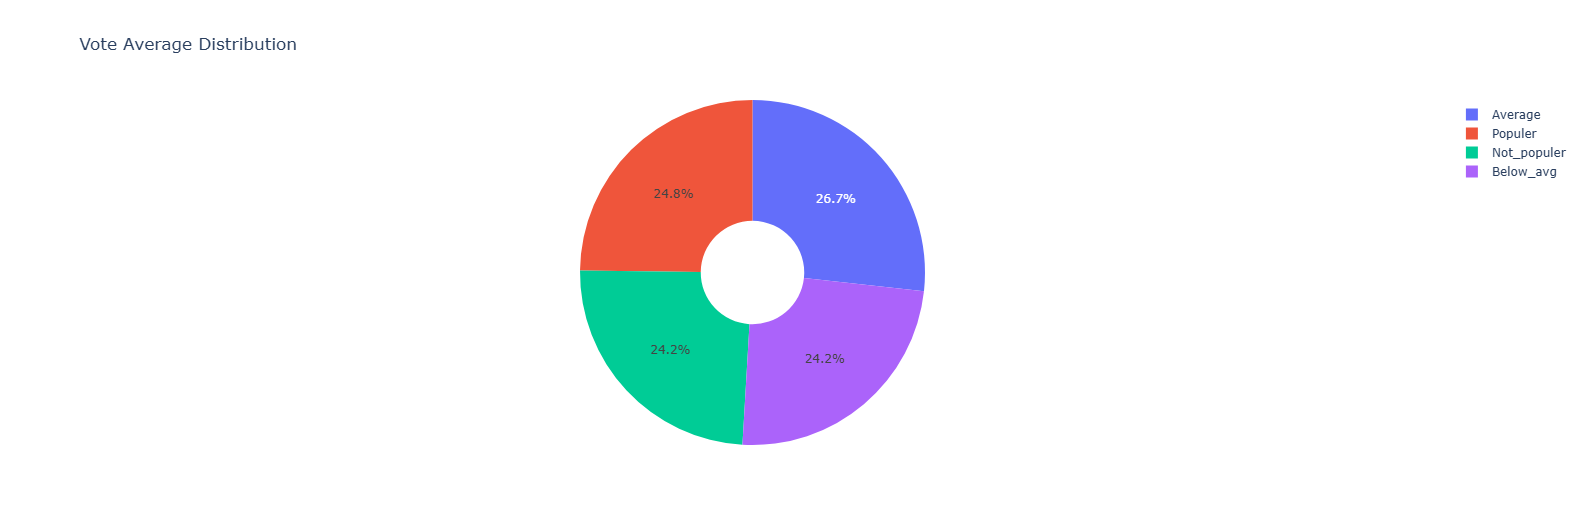 Vote Average Distribution
Average
Populer
Not_populer
Below_avg
24.8%
26.7%
24.2%
24.2%